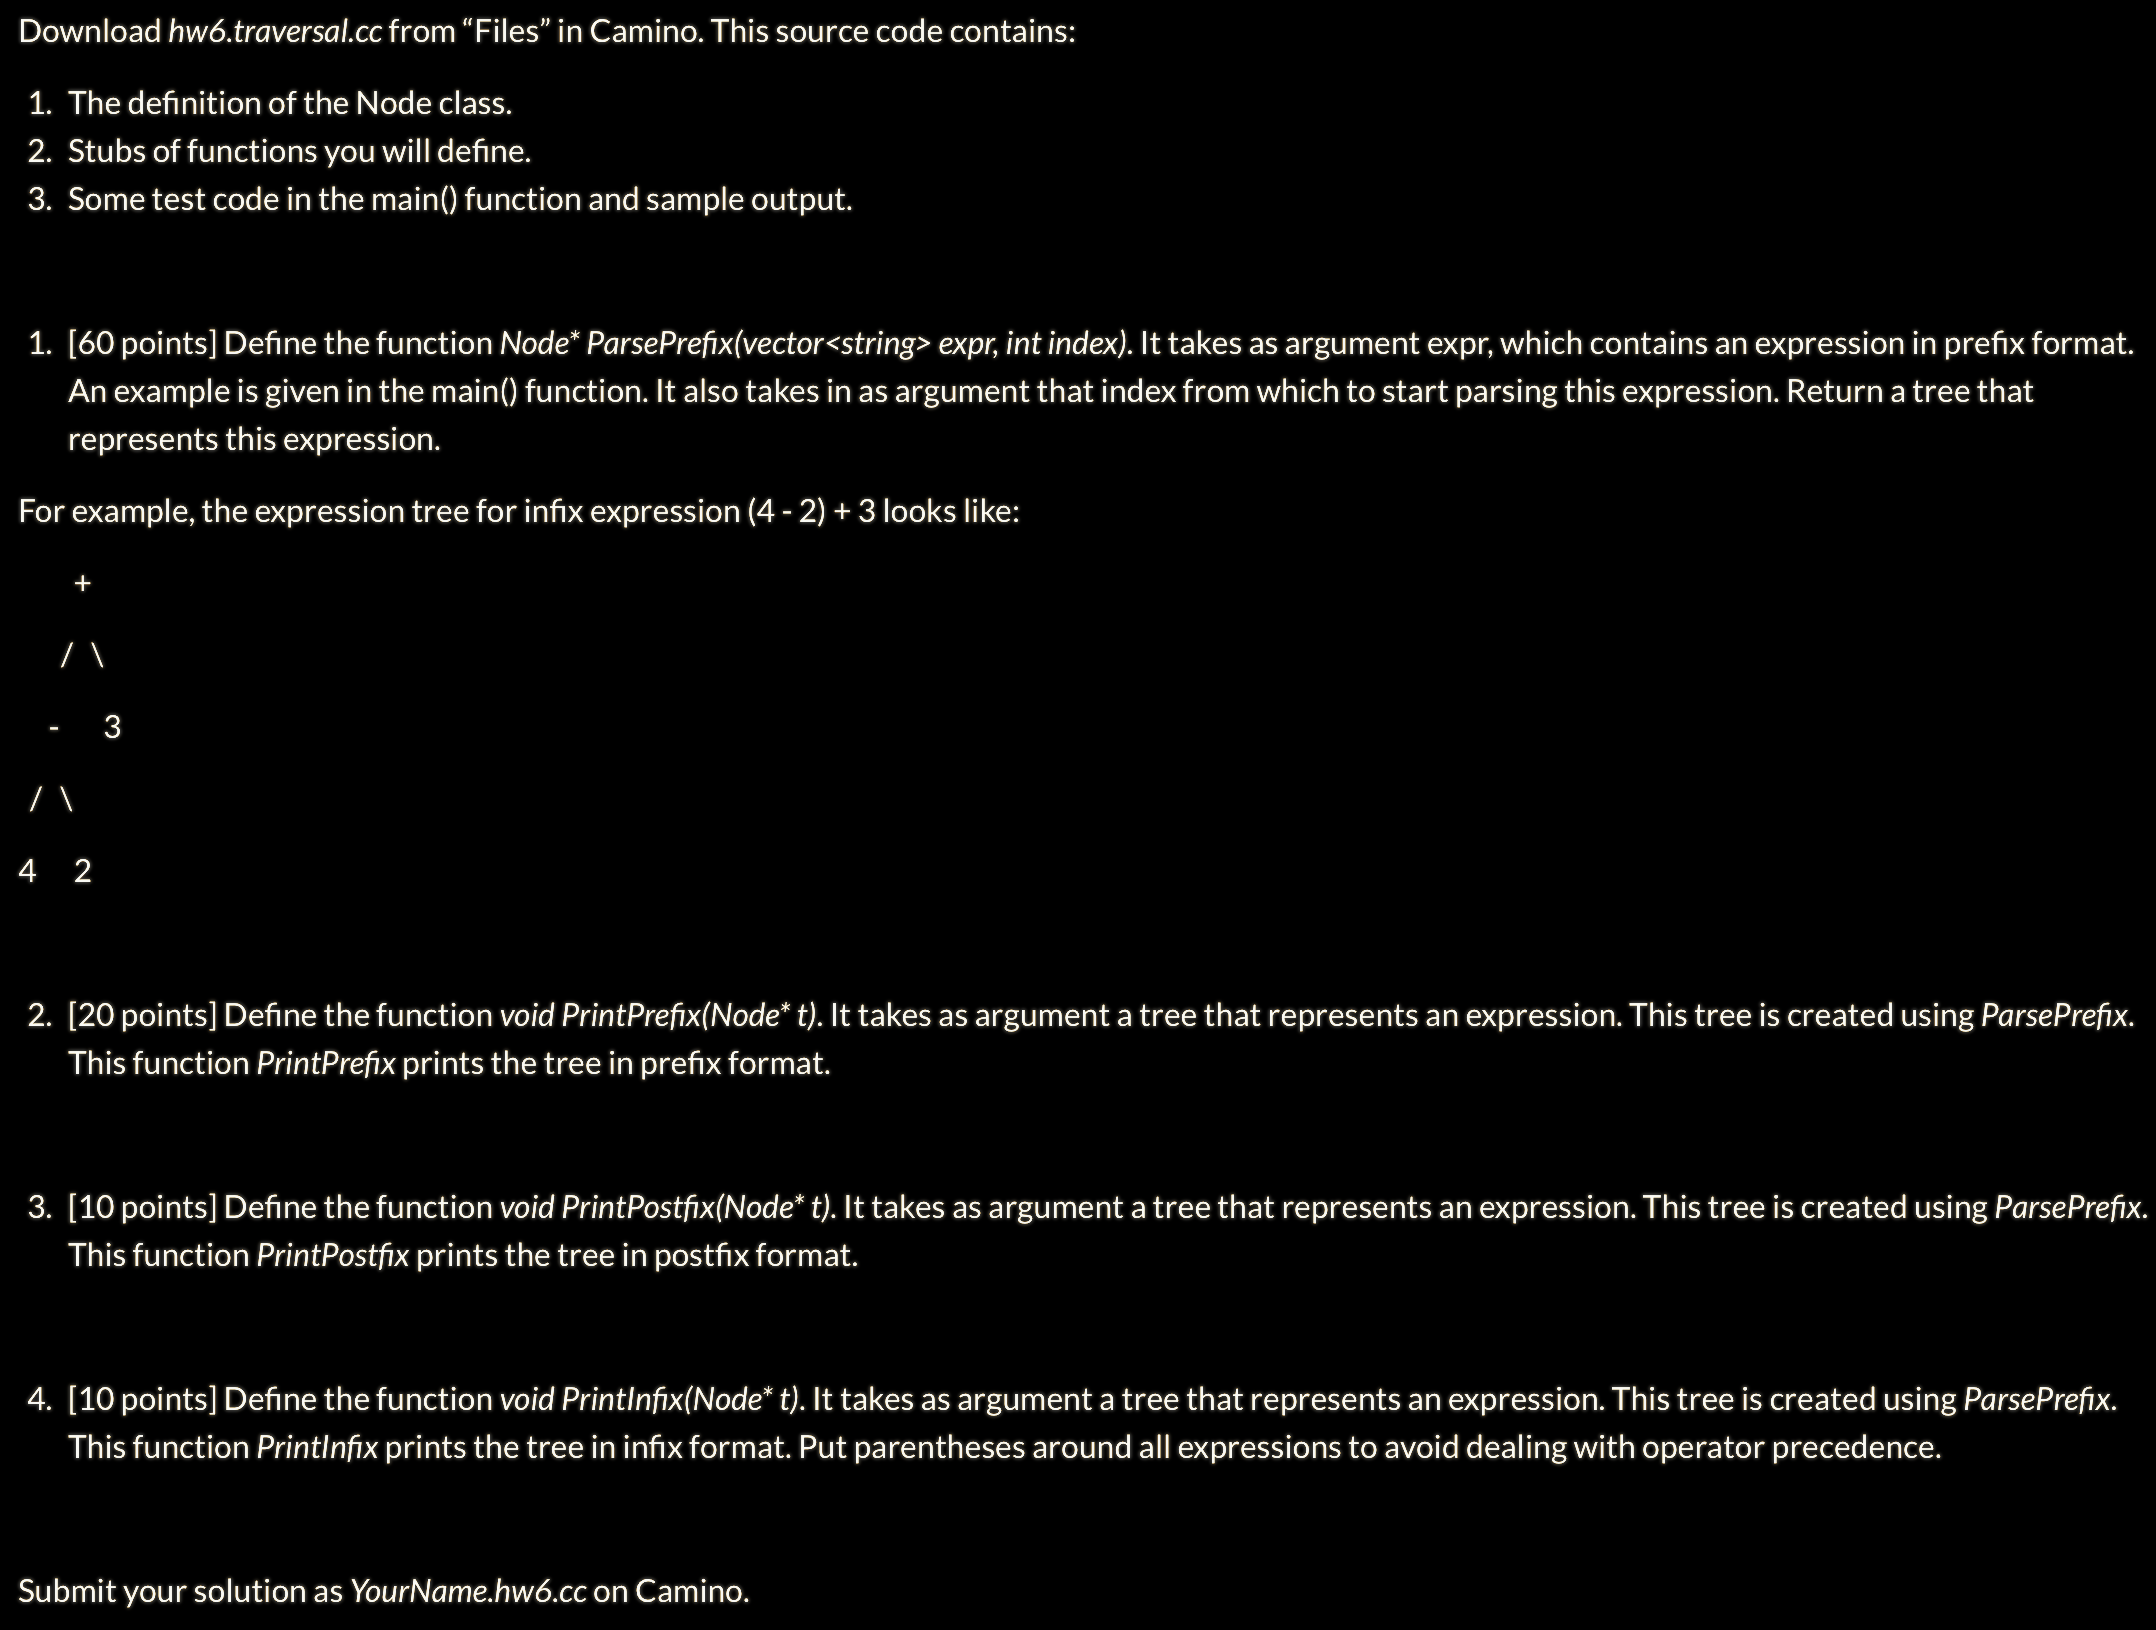 Download hw6.traversal.cc from “Files” in Camino. This source code contains:
1. The definition of the Node class.
2. Stubs of functions you will define.
3. Some test code in the main() function and sample output.
1. [60 points] Define the function Node* ParsePrefix(vector<string> expr, int index). It takes as argument expr, which contains an expression in prefix format.
An example is given in the main() function. It also takes in as argument that index from which to start parsing this expression. Return a tree that
represents this expression.
For example, the expression tree for infix expression (4 - 2) + 3 looks like:
+
/ \
- 3
/ \
4 2
2. [20 points] Define the function void PrintPrefix(Node* t). It takes as argument a tree that represents an expression. This tree is created using ParsePrefix.
This function PrintPrefix prints the tree in prefix format.
3. [10 points] Define the function void PrintPostfix(Node* t). It takes as argument a tree that represents an expression. This tree is created using ParsePrefix.
This function PrintPostfix prints the tree in postfix format.
4. [10 points] Define the function void PrintInfix(Node* t). It takes as argument a tree that represents an expression. This tree is created using ParsePrefix.
This function PrintInfix prints the tree in infix format. Put parentheses around all expressions to avoid dealing with operator precedence.
Submit your solution as YourName.hw6.cc on Camino.